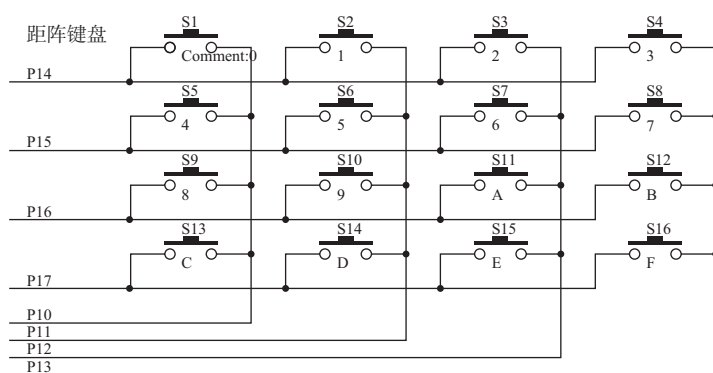 S1 S2 S3 S4
距阵键盘
Comment:0 1 2 3
P14
S5 S6 S7 S8
4 5 6 7
P15
S9 S10 S11 S12
8 9 A B
P16
S13 S14 S15 S16
C D E F
P17
P10
P11
P12
P13